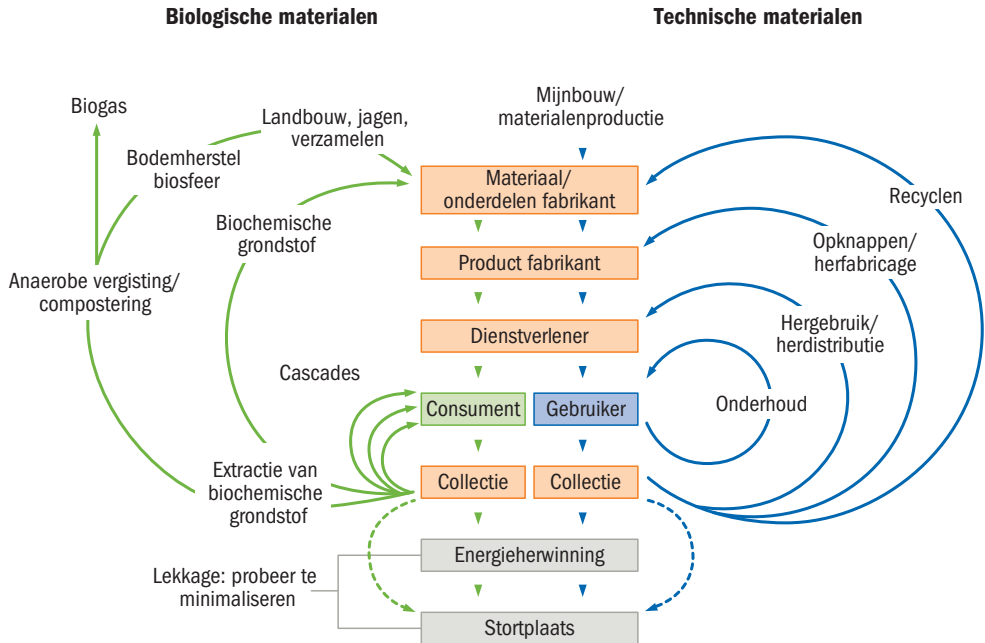 Biologische materialen
Technische materialen
Biogas
Landbouw, jagen,
verzamelen
Mijnbouw/
materialenproductie
Bodemherstel
biosfeer
Materiaal/
onderdelen fabrikant
Recyclen
Biochemische
grondstof
Opknappen/
herfabricage
Product fabrikant
Anaerobe vergisting/
compostering
Hergebruik/
herdistributie
Dienstverlener
Cascades
Consument
Gebruiker
Onderhoud
Extractie van
biochemische
grondstof
Collectie
Collectie
Energieherwinning
Lekkage: probeer te
minimaliseren
Stortplaats